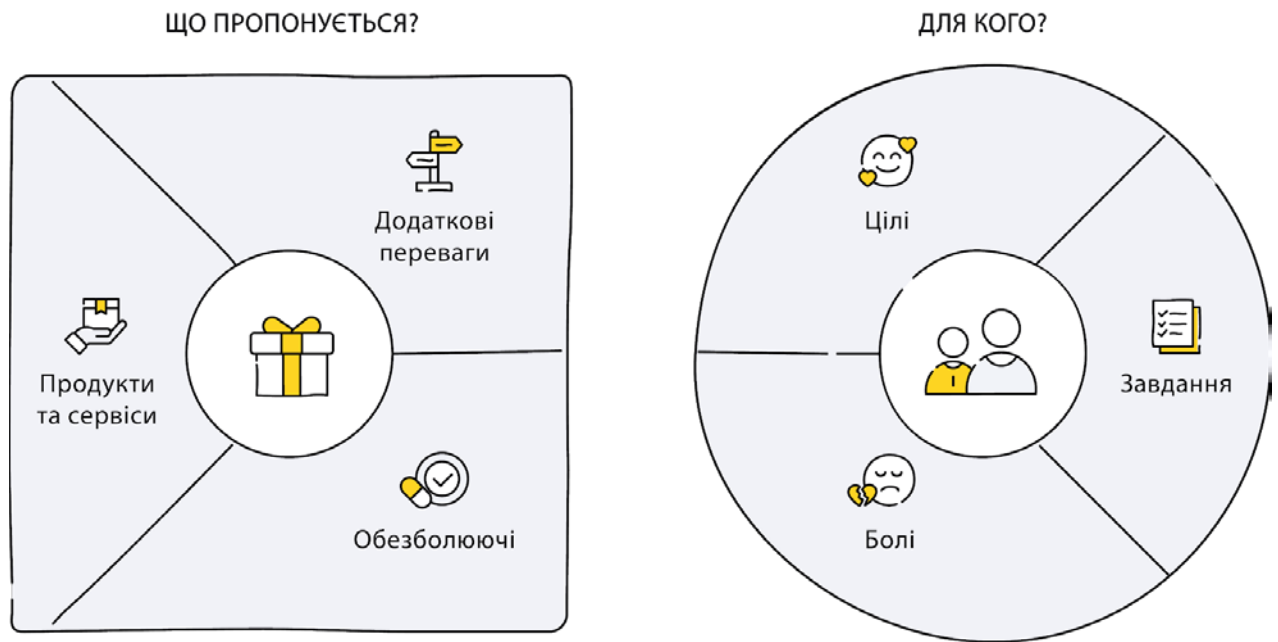 ЩО ПРОПОНУЄТЬСЯ?
Додаткові
переваги
Продукти
та сервіси
Обезболюючі
ДЛЯ КОГО?
Цілі
Завдання
Болі